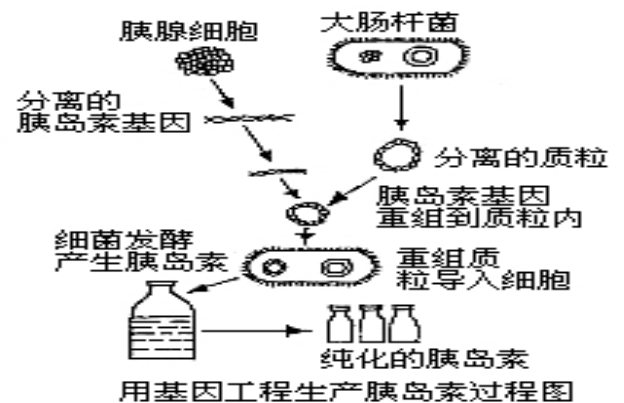 胰腺细胞
大肠杆菌
分离的
胰岛素基因
分离的质粒
胰岛素基因
重组到质粒内
细菌发酵
产生胰岛素
重组质
粒导入细胞
纯化的胰岛素
用基因工程生产胰岛素过程图